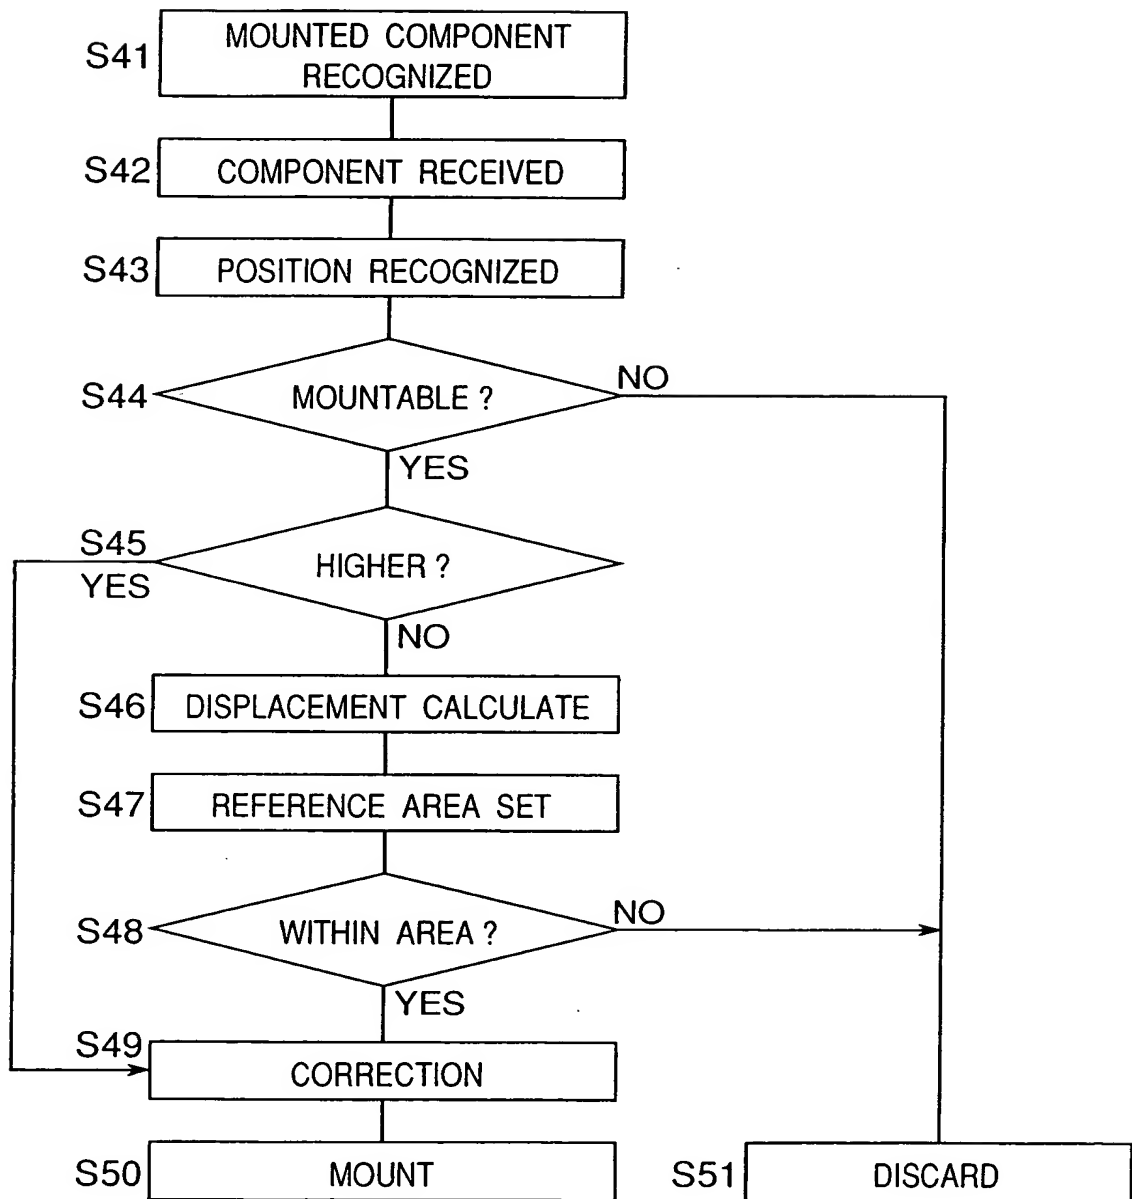 S41
MOUNTED COMPONENT
RECOGNIZED
S42
COMPONENT RECEIVED
S43
POSITION RECOGNIZED
S44
MOUNTABLE ?
NO
YES
S45
YES
HIGHER ?
NO
S46
DISPLACEMENT CALCULATE
S47
REFERENCE AREA SET
S48
WITHIN AREA ?
NO
YES
S49
CORRECTION
S50
MOUNT
S51
DISCARD